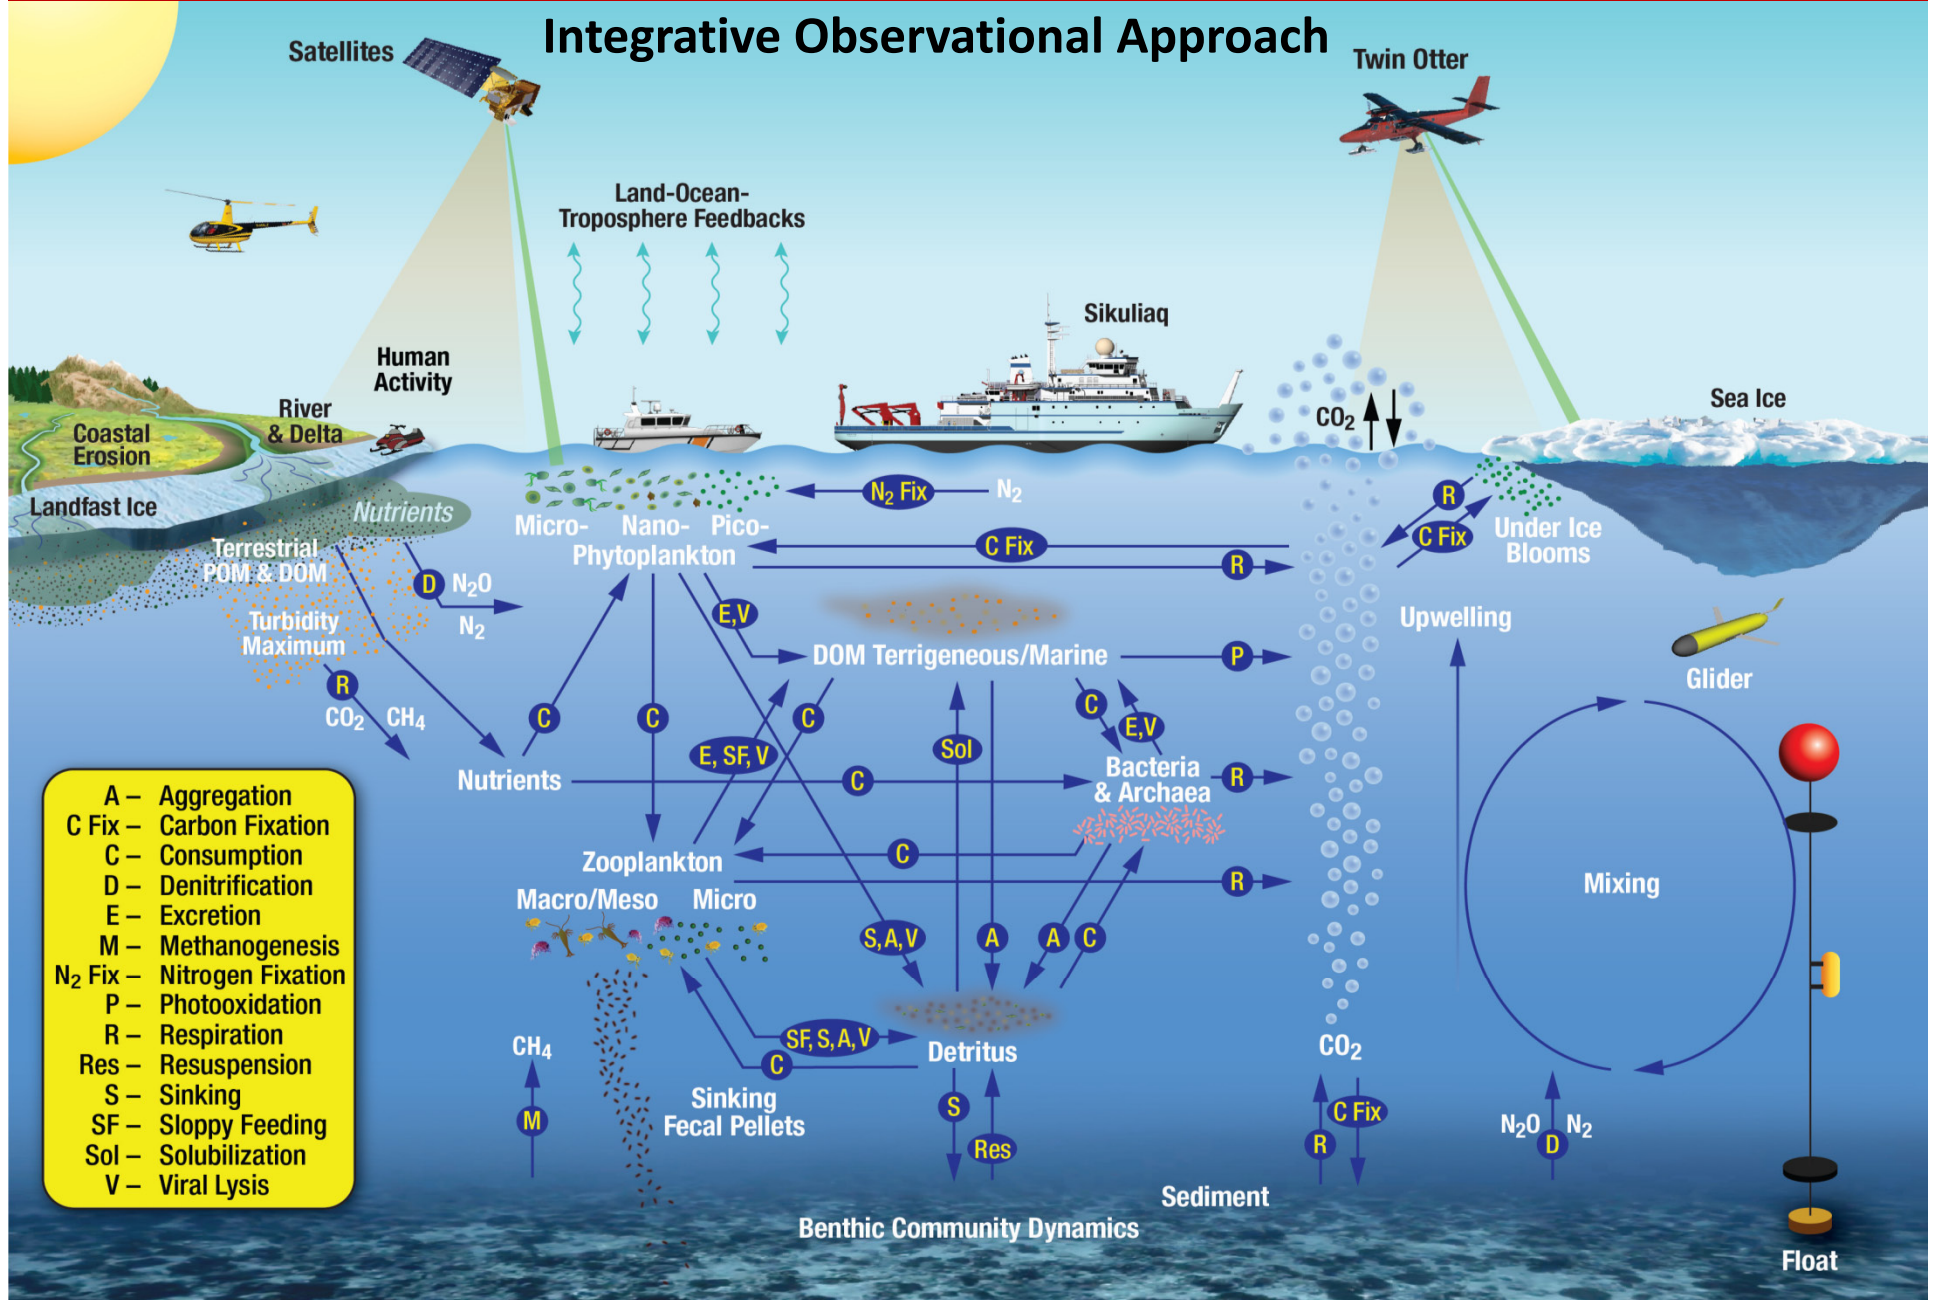 Integrative Observational Approach
Satellites
Twin Otter
Land-Ocean-
Troposphere Feedbacks
Sikuliaq
Human
Activity
CO₂
Sea Ice
River
& Delta
Coastal
Erosion
Landfast Ice
Nutrients
N₂ Fix
N₂
R
C Fix
Under Ice
Blooms
Micro-
Nano-
Pico-
Phytoplankton
C Fix
R
Terrestrial
POM & DOM
D
N₂O
N₂
Turbidity
Maximum
E,V
DOM Terrigeneous/Marine
P
Upwelling
Glider
R
CO₂
CH₄
C
C
C
C
E,V
E, SF, V
Sol
Nutrients
C
Bacteria
& Archaea
R
Zooplankton
C
R
Macro/Meso
Micro
Mixing
S,A,V
A
A
C
SF, S, A, V
C
Detritus
Sinking
Fecal Pellets
CH₄
M
S
Res
CO₂
R
C Fix
N₂O
N₂
D
Sediment
Benthic Community Dynamics
Float
A – Aggregation
C Fix – Carbon Fixation
C – Consumption
D – Denitrification
E – Excretion
M – Methanogenesis
N₂ Fix – Nitrogen Fixation
P – Photooxidation
R – Respiration
Res – Resuspension
S – Sinking
SF – Sloppy Feeding
Sol – Solubilization
V – Viral Lysis